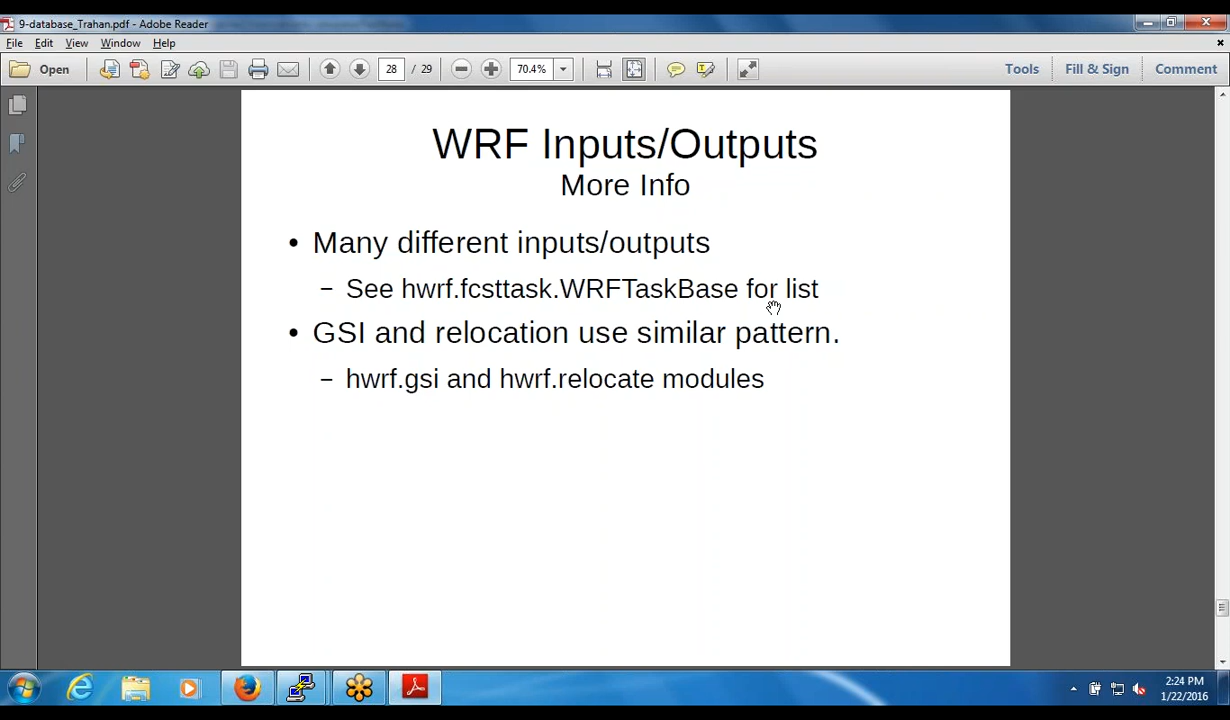 9-database_Trahan.pdf - Adobe Reader
File Edit View Window Help
Open 28 / 29 70.4% Tools Fill & Sign Comment
WRF Inputs/Outputs
More Info
• Many different inputs/outputs
– See hwrf.fcsttask.WRFTaskBase for list
• GSI and relocation use similar pattern.
– hwrf.gsi and hwrf.relocate modules
2:24 PM
1/22/2016